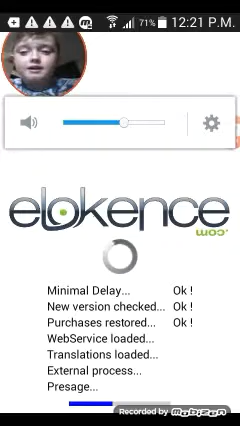 71% 12:21 P.M.
elokence
.com
Minimal Delay... Ok !
New version checked... Ok !
Purchases restored... Ok !
WebService loaded...
Translations loaded...
External process...
Presage...
Recorded by Mobizen